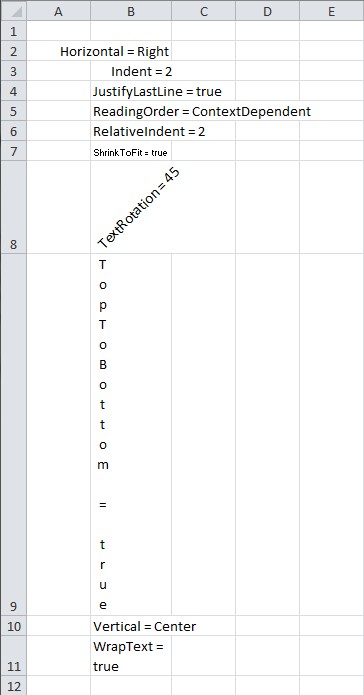 A B C D E
1
2 Horizontal = Right
3 Indent = 2
4 JustifyLastLine = true
5 ReadingOrder = ContextDependent
6 RelativeIndent = 2
7 ShrinkToFit = true
8 TextRotation = 45
9 TopToBottom = true
10 Vertical = Center
11 WrapText =
true
12